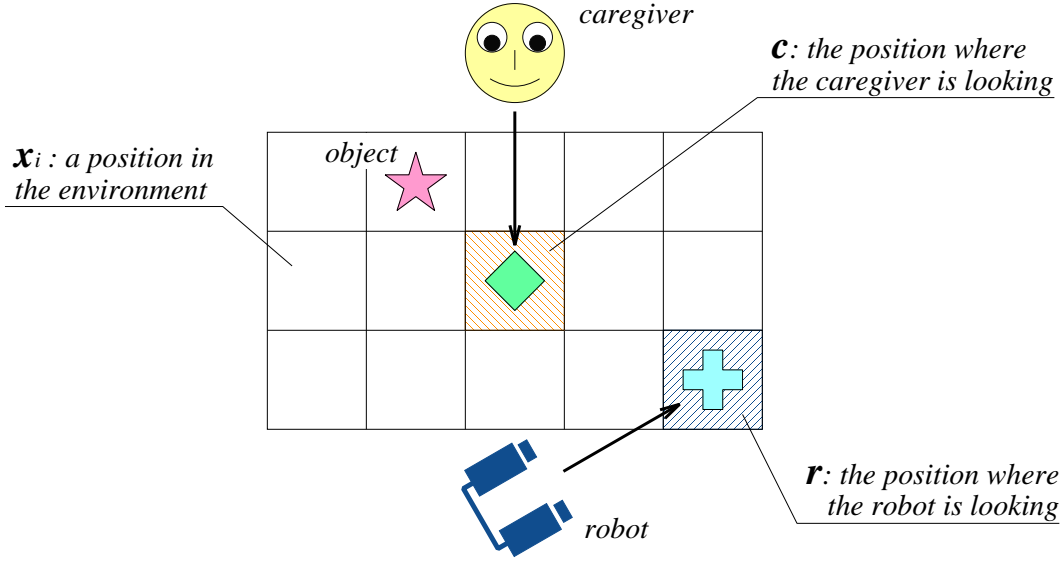 caregiver
c: the position where
the caregiver is looking
xi : a position in
the environment
object
r: the position where
the robot is looking
robot